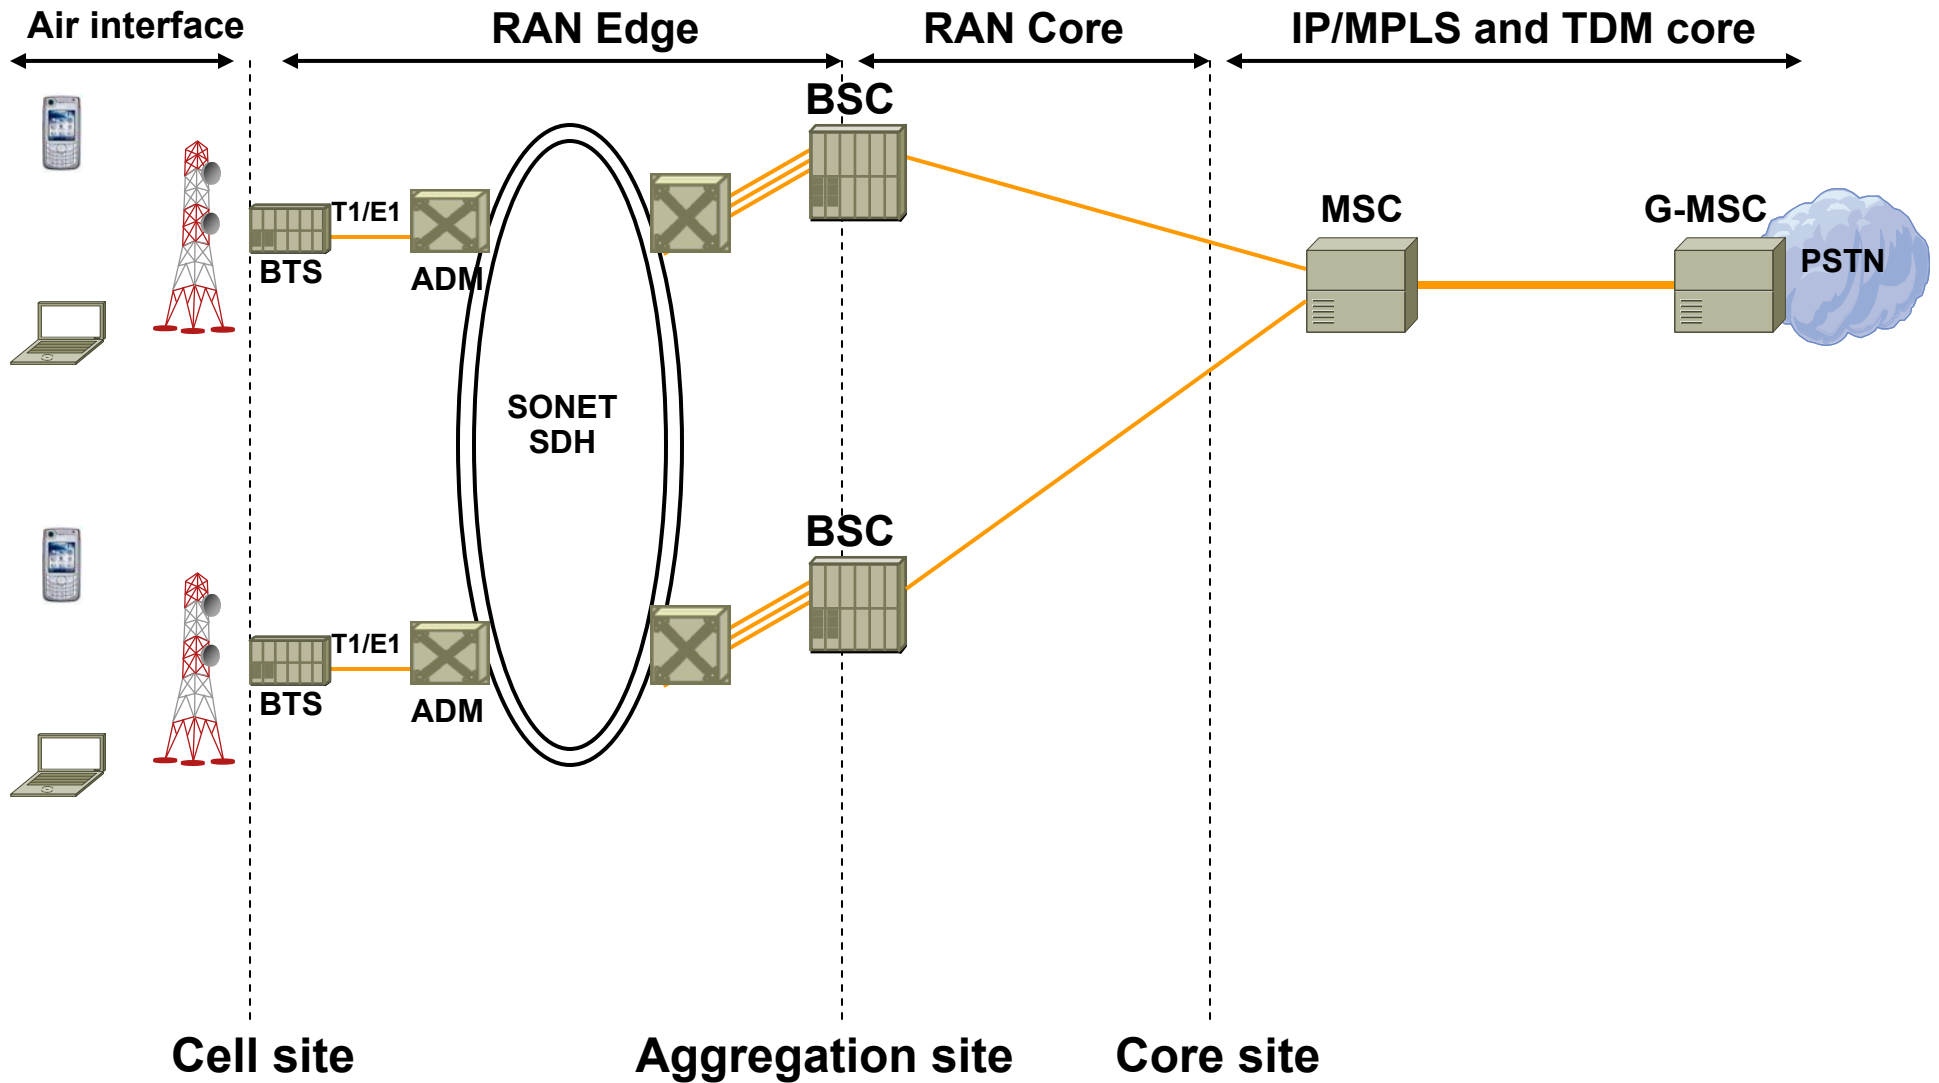 Air interface
RAN Edge
RAN Core
IP/MPLS and TDM core
BSC
T1/E1
BTS
ADM
MSC
G-MSC
PSTN
SONET
SDH
BSC
T1/E1
BTS
ADM
Cell site
Aggregation site
Core site